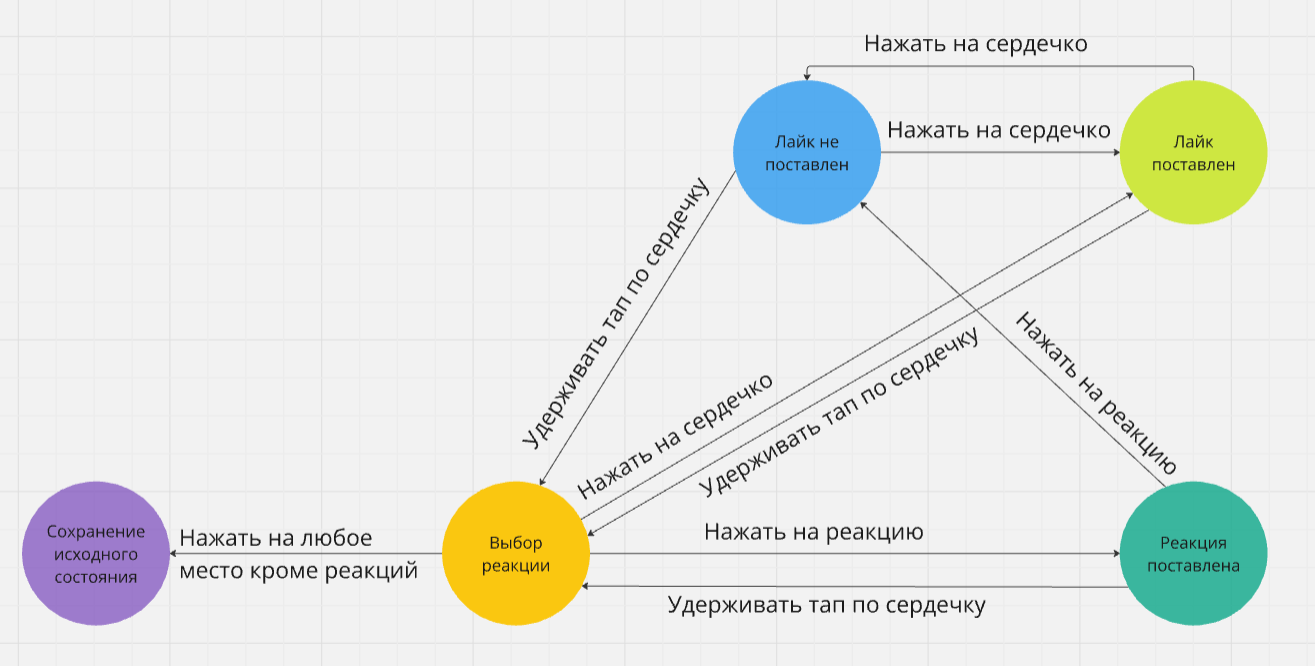 Нажать на сердечко
Нажать на сердечко
Лайк не
поставлен
Лайк
поставлен
Удерживать тап по сердечку
Нажать на сердечко
Удерживать тап по сердечку
Нажать на реакцию
Сохранение
исходного
состояния
Нажать на любое
место кроме реакций
Выбор
реакции
Нажать на реакцию
Удерживать тап по сердечку
Реакция
поставлена